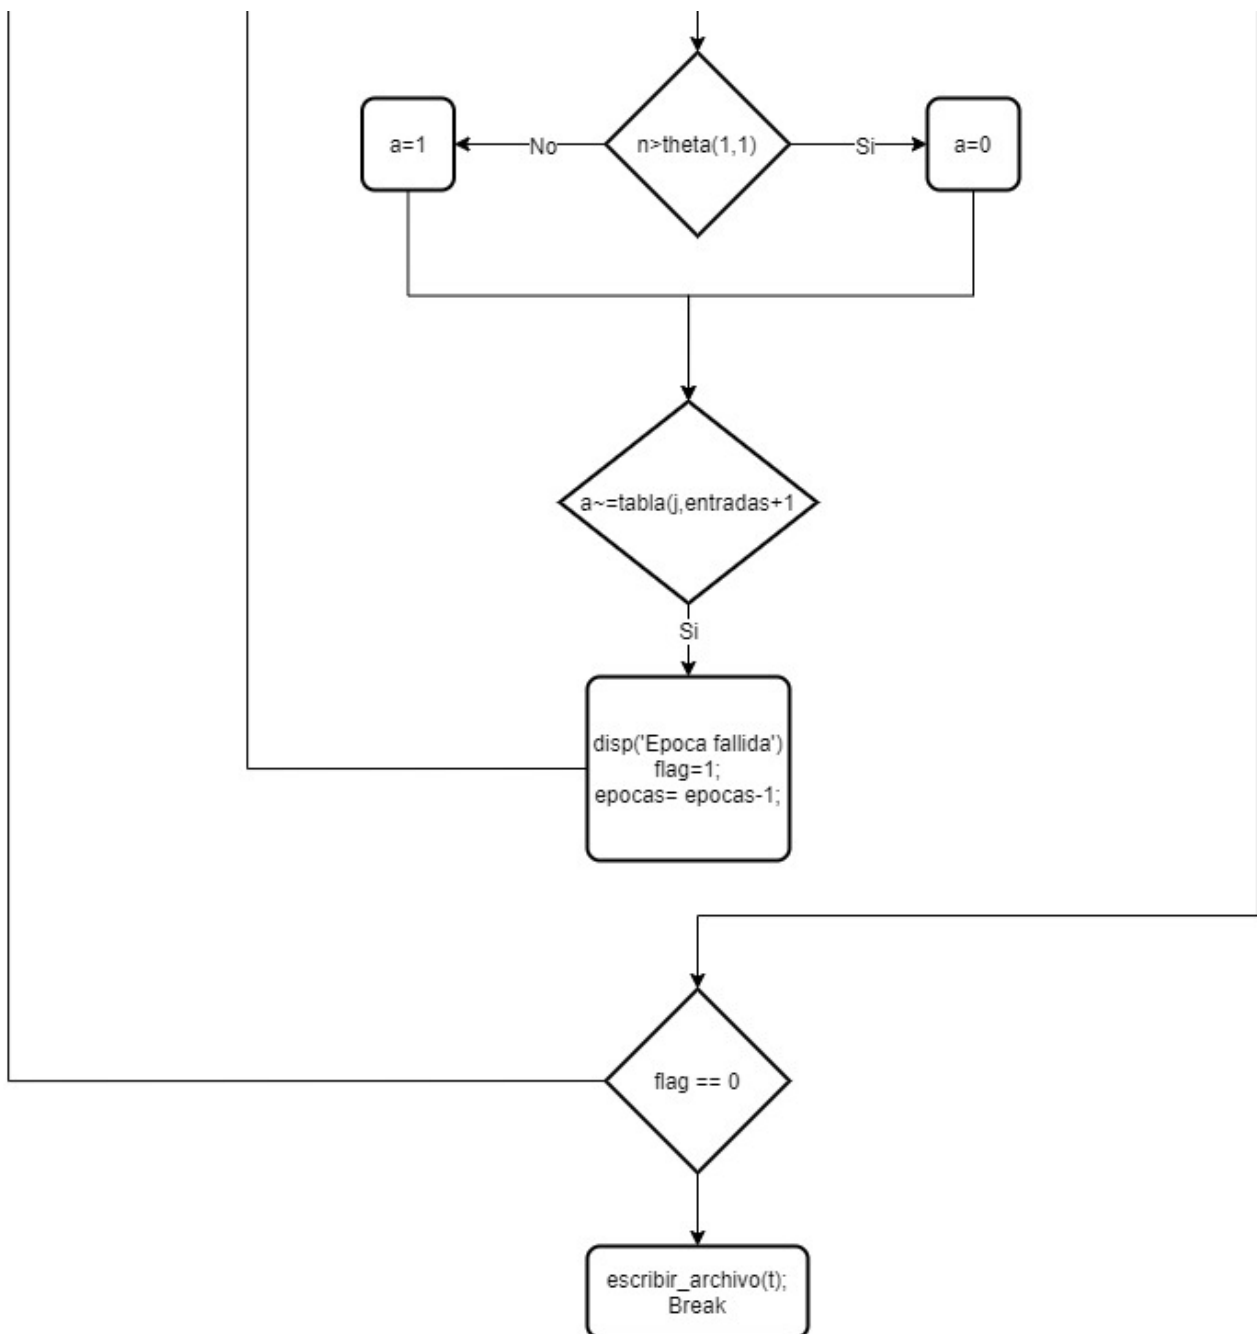 n>theta(1,1)
a=1
No
Si
a=0
a~=tabla(j,entradas+1
Si
disp('Epoca fallida')
flag=1;
epocas= epocas-1;
flag == 0
escribir_archivo(t);
Break